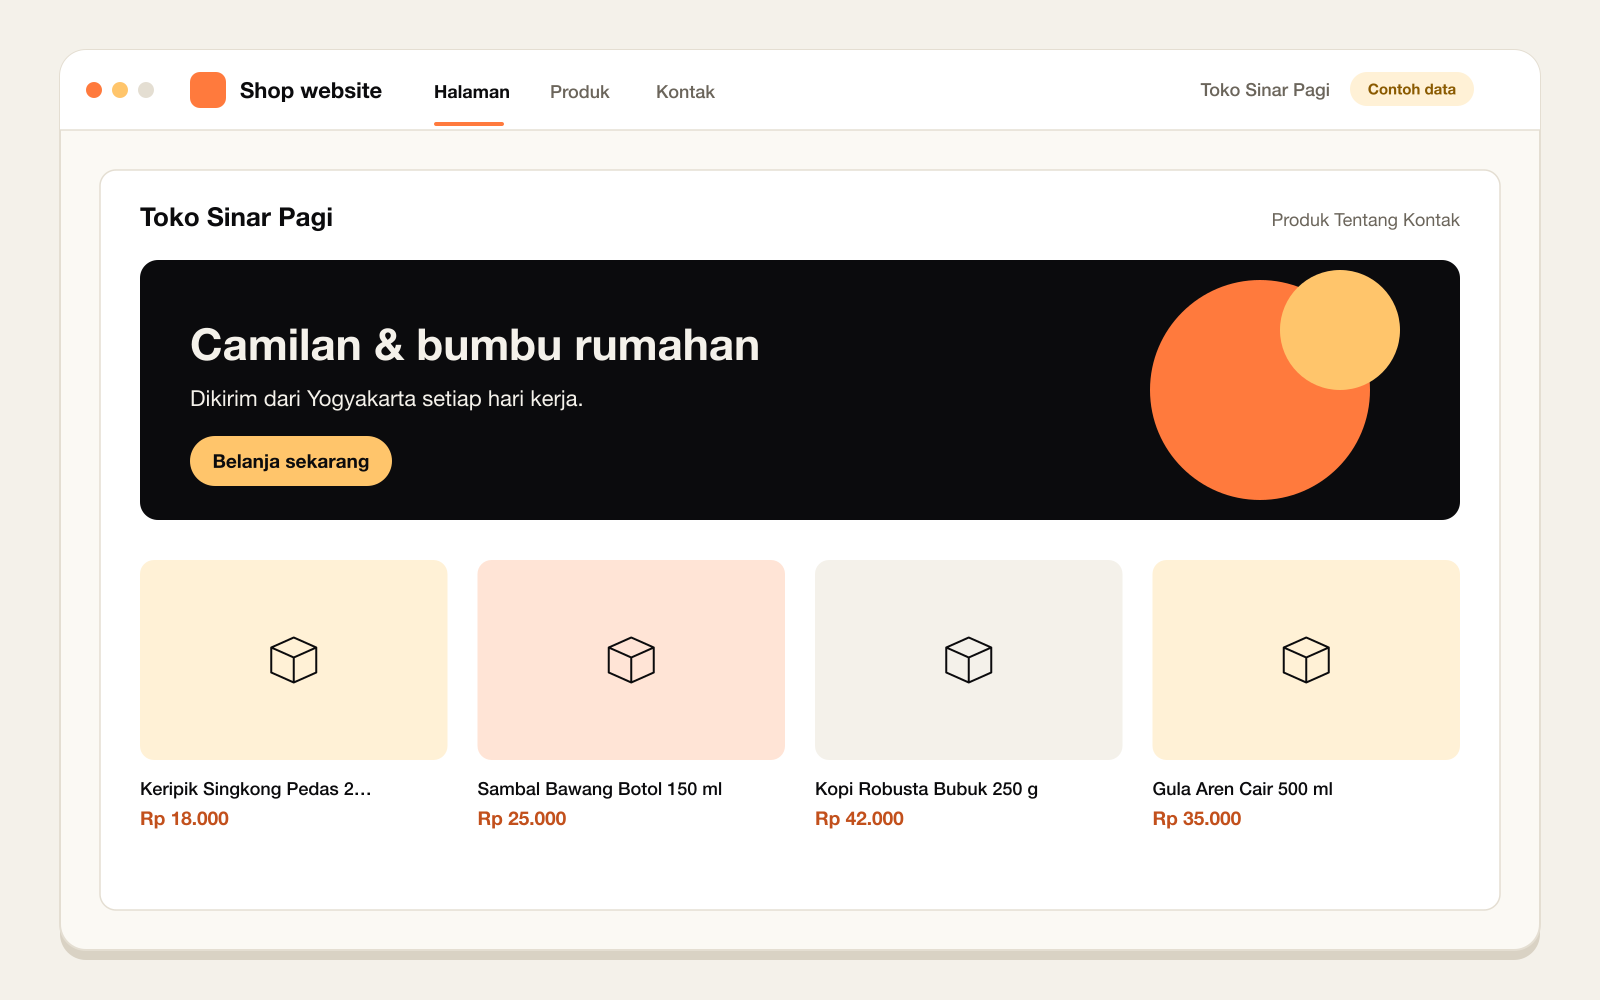 Shop website
Halaman
Produk
Kontak
Toko Sinar Pagi
Contoh data
Toko Sinar Pagi
Produk Tentang Kontak
Camilan & bumbu rumahan
Dikirim dari Yogyakarta setiap hari kerja.
Belanja sekarang
Keripik Singkong Pedas 2…
Rp 18.000
Sambal Bawang Botol 150 ml
Rp 25.000
Kopi Robusta Bubuk 250 g
Rp 42.000
Gula Aren Cair 500 ml
Rp 35.000